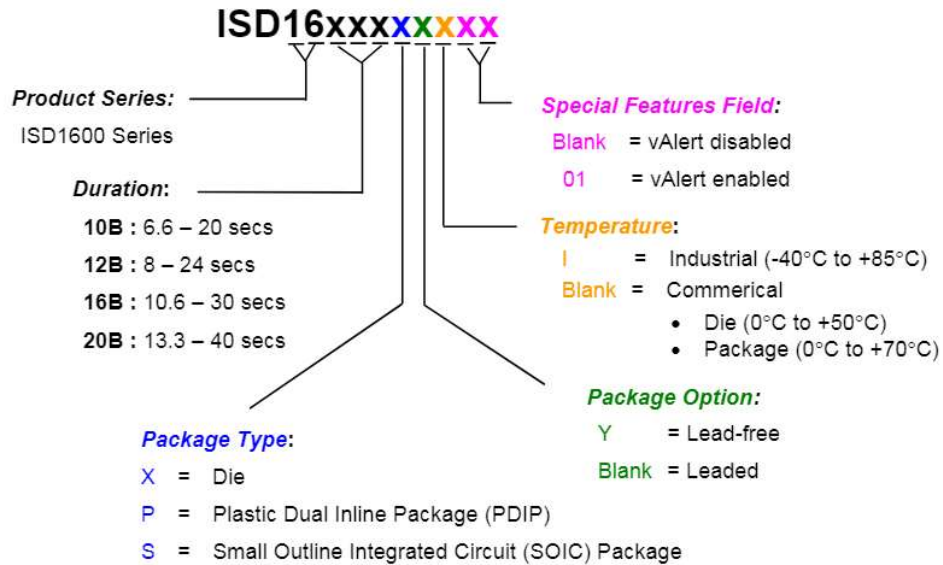 ISD16xxxxxxxx
Product Series:
ISD1600 Series
Duration:
10B : 6.6 – 20 secs
12B : 8 – 24 secs
16B : 10.6 – 30 secs
20B : 13.3 – 40 secs
Special Features Field:
Blank = vAlert disabled
01 = vAlert enabled
Temperature:
I = Industrial (-40°C to +85°C)
Blank = Commerical
• Die (0°C to +50°C)
• Package (0°C to +70°C)
Package Option:
Y = Lead-free
Blank = Leaded
Package Type:
X = Die
P = Plastic Dual Inline Package (PDIP)
S = Small Outline Integrated Circuit (SOIC) Package